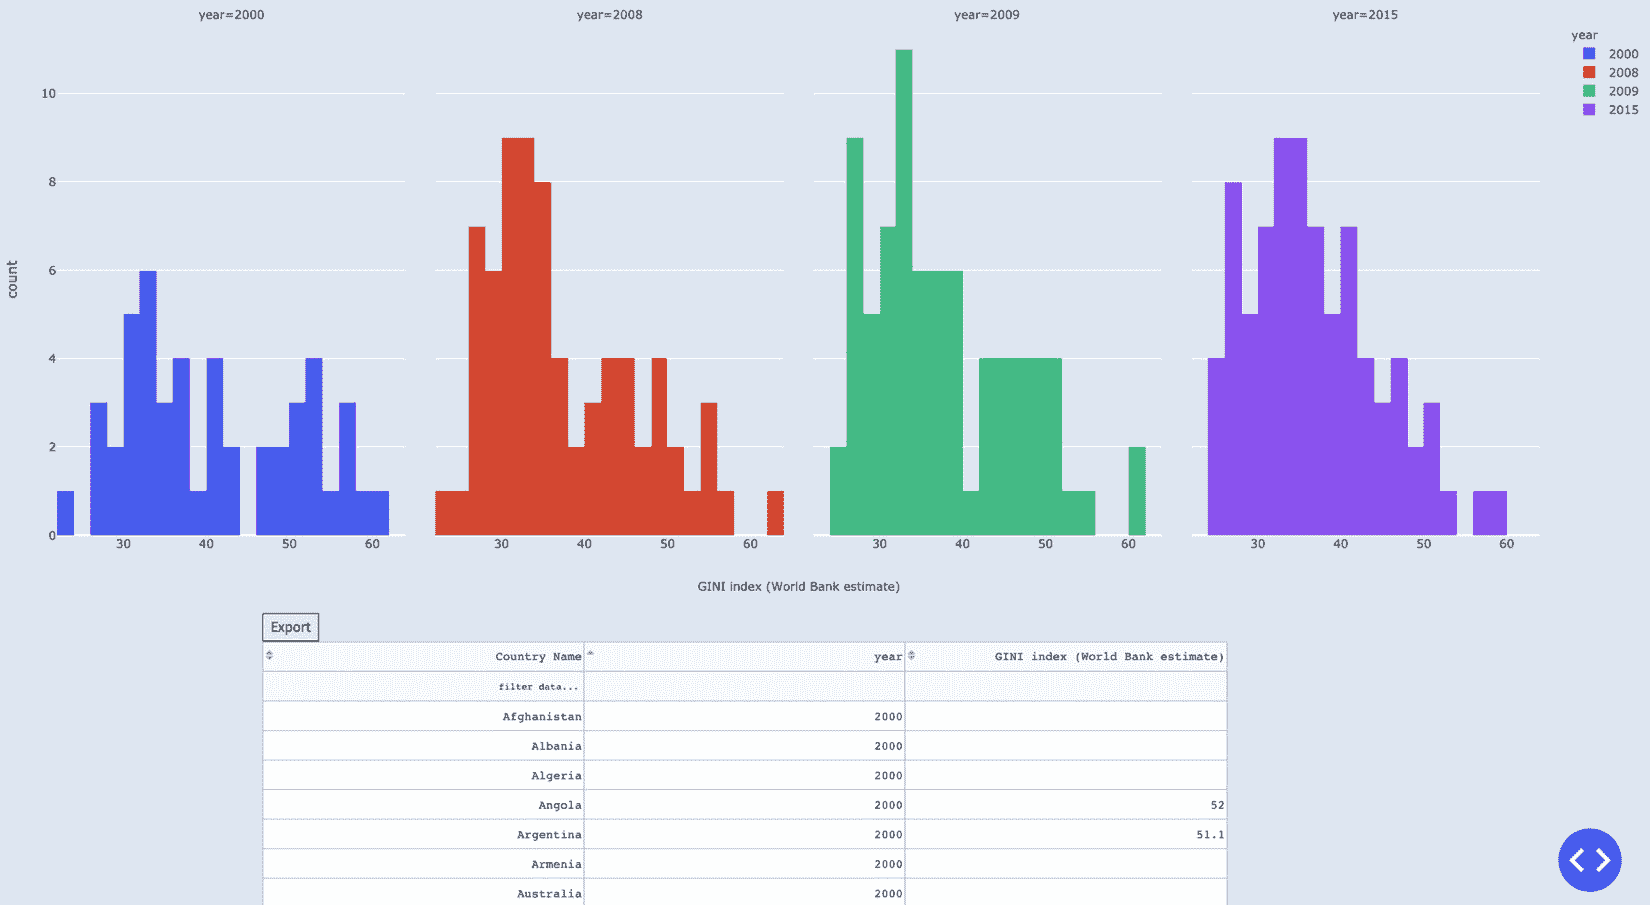 year=2000 year=2008 year=2009 year=2015
year
2000
2008
2009
2015
count
10
8
6
4
2
0
30 40 50 60 30 40 50 60 30 40 50 60 30 40 50 60
GINI index (World Bank estimate)
Export
Country Name year GINI index (World Bank estimate)
filter data...
Afghanistan 2000
Albania 2000
Algeria 2000
Angola 2000 52
Argentina 2000 51.1
Armenia 2000
Australia 2000